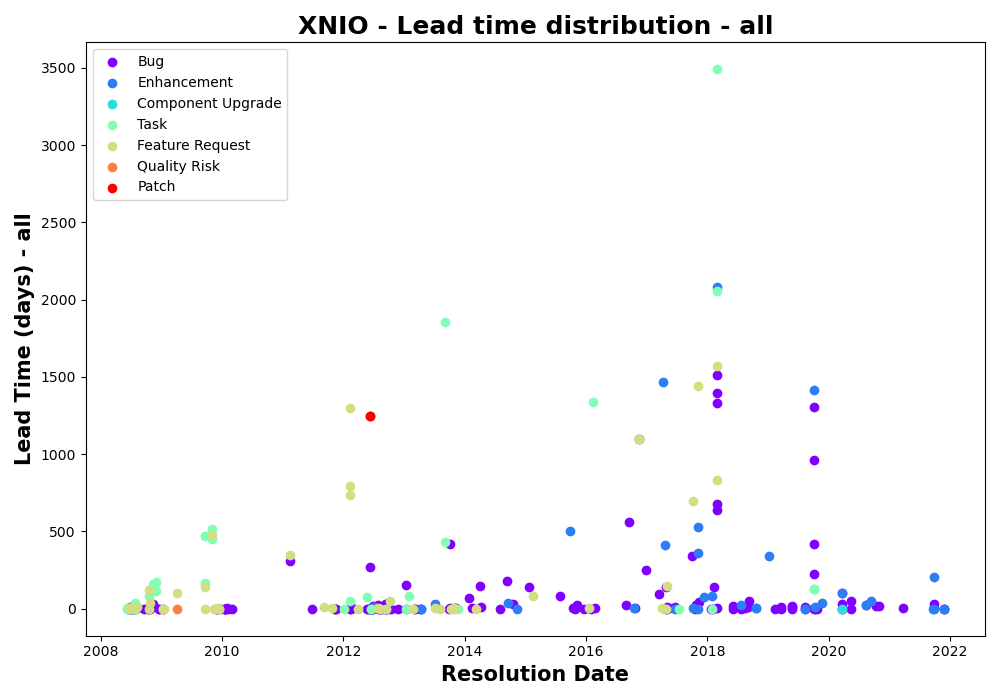 XNIO - Lead time distribution - all
Bug
Enhancement
Component Upgrade
Task
Feature Request
Quality Risk
Patch
Lead Time (days) - all
3500
3000
2500
2000
1500
1000
500
0
2008 2010 2012 2014 2016 2018 2020 2022
Resolution Date